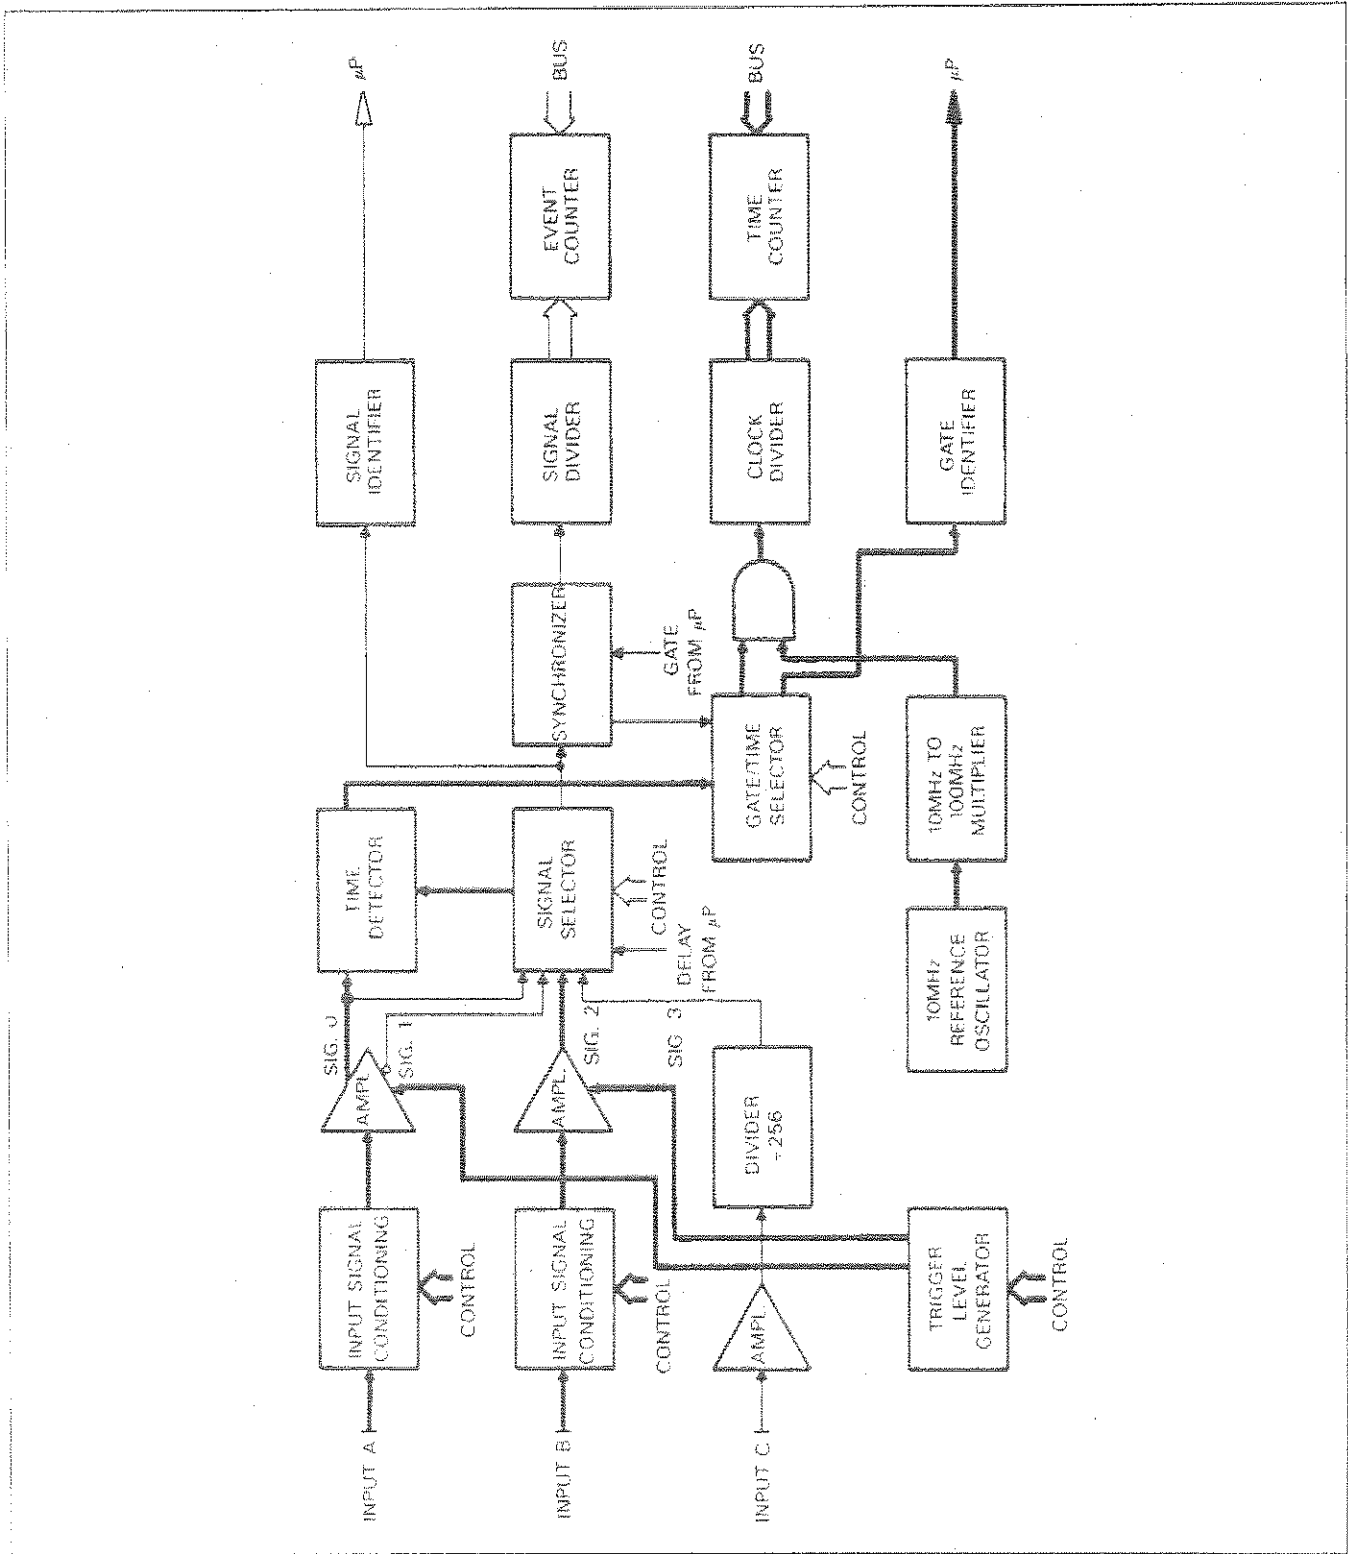 INPUT A
INPUT SIGNAL
CONDITIONING
CONTROL
AMPL.
SIG. 0
SIG. 1
TIME
DETECTOR
SIGNAL
IDENTIFIER
µP
INPUT B
INPUT SIGNAL
CONDITIONING
CONTROL
AMPL.
SIG. 2
SIG 3
SIGNAL
SELECTOR
CONTROL
DELAY
FROM µP
SYNCHRONIZER
GATE
FROM µP
SIGNAL
DIVIDER
EVENT
COUNTER
BUS
INPUT C
AMPL.
DIVIDER
÷256
GATE/TIME
SELECTOR
CONTROL
CLOCK
DIVIDER
TIME
COUNTER
BUS
TRIGGER
LEVEL
GENERATOR
CONTROL
10MHz
REFERENCE
OSCILLATOR
10MHz TO
100MHz
MULTIPLIER
GATE
IDENTIFIER
µP